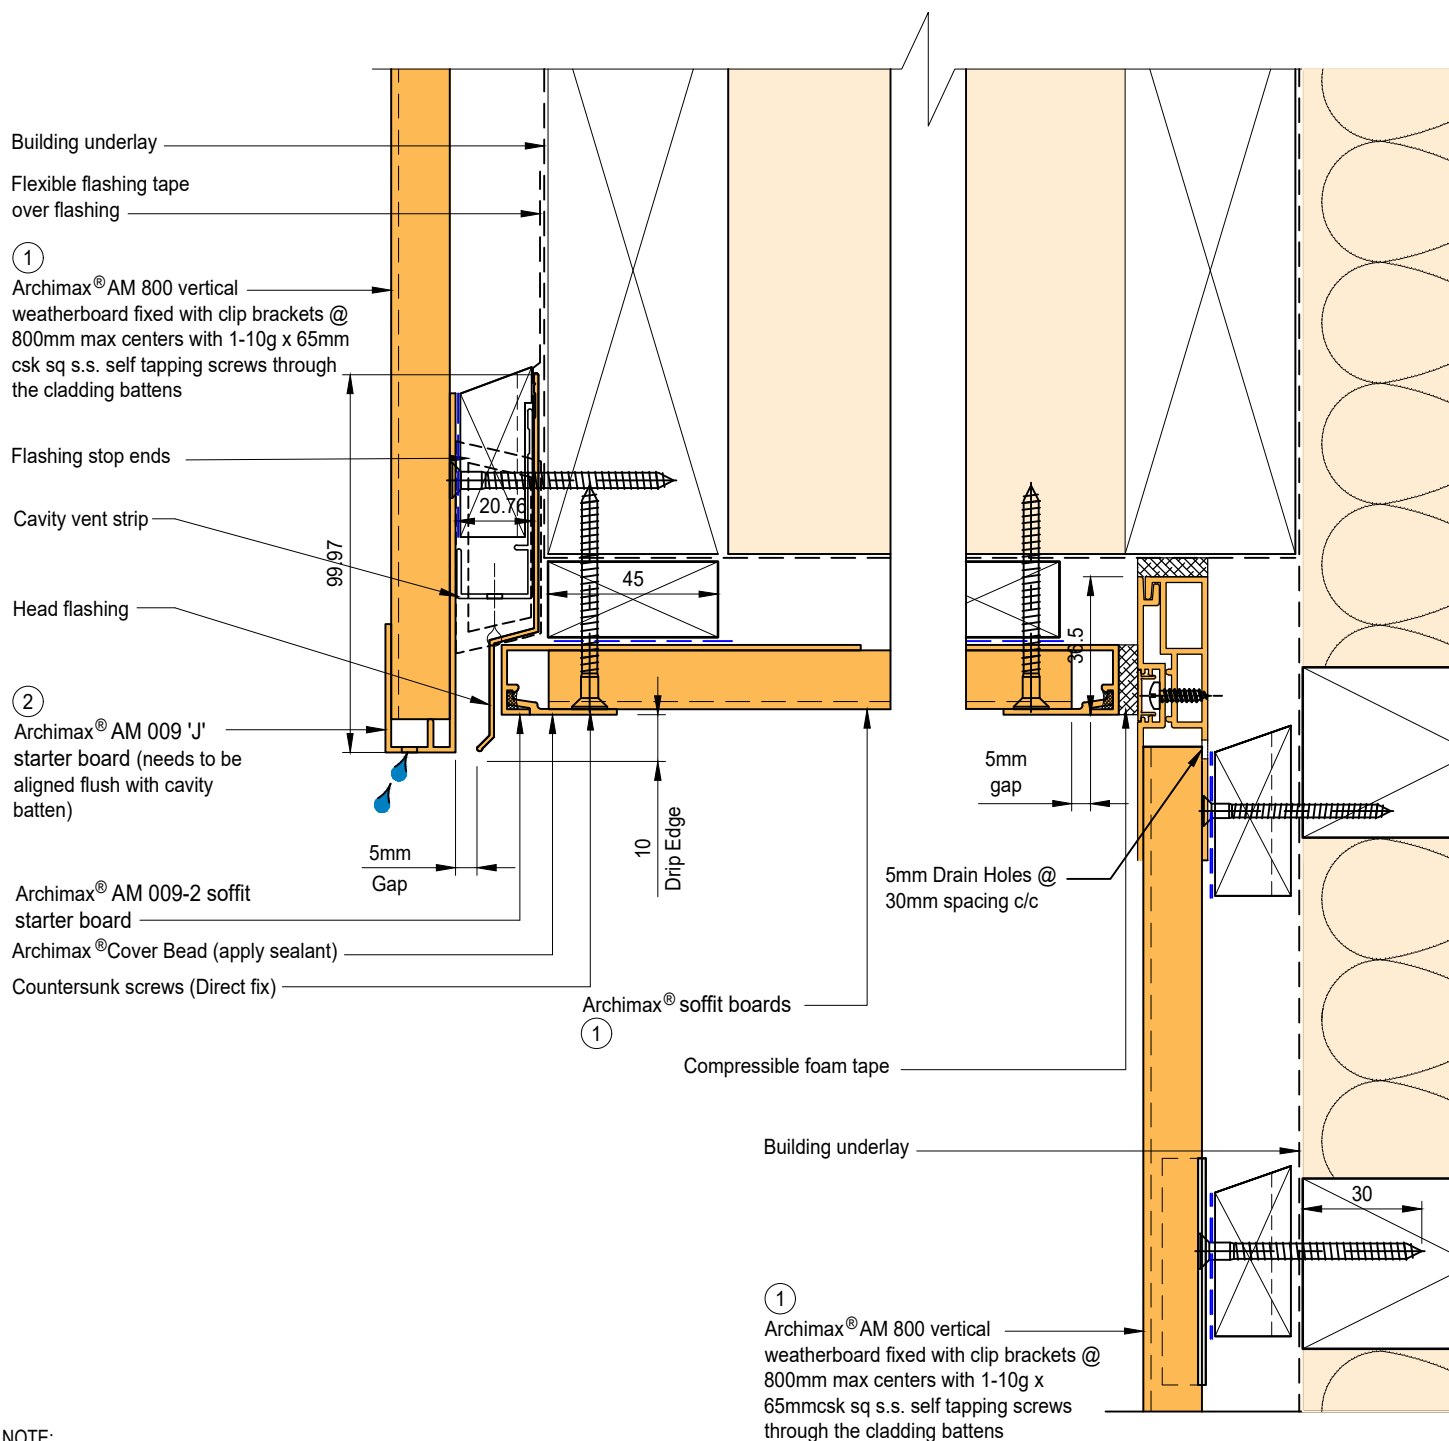 Building underlay
Flexible flashing tape
over flashing
1
Archimax® AM 800 vertical
weatherboard fixed with clip brackets @
800mm max centers with 1-10g x 65mm
csk sq s.s. self tapping screws through
the cladding battens
Flashing stop ends
20.76
Cavity vent strip
99.97
45
Head flashing
36.5
2
Archimax® AM 009 'J'
starter board (needs to be
aligned flush with cavity
batten)
5mm
gap
10
Drip Edge
5mm
Gap
5mm Drain Holes @
30mm spacing c/c
Archimax® AM 009-2 soffit
starter board
Archimax® Cover Bead (apply sealant)
Countersunk screws (Direct fix)
Archimax® soffit boards
1
Compressible foam tape
Building underlay
30
1
Archimax® AM 800 vertical
weatherboard fixed with clip brackets @
800mm max centers with 1-10g x
65mmcsk sq s.s. self tapping screws
through the cladding battens
NOTE: